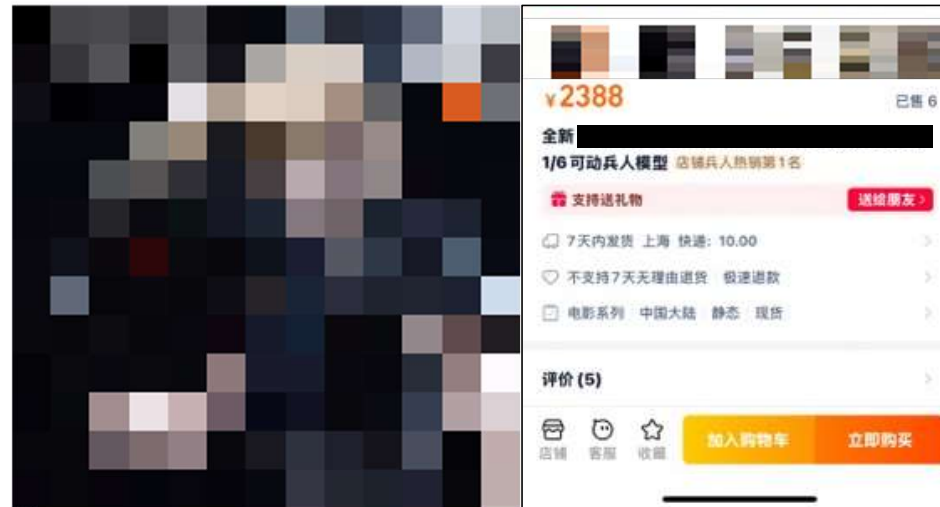 ¥2388
已售 6
全新
1/6可动兵人模型 店铺兵人热销第1名
支持送礼物
送给朋友 >
7天内发货 上海 快递: 10.00
不支持7天无理由退货 极速退款
电影系列 中国大陆 静态 现货
评价 (5)
店铺 客服 收藏 加入购物车 立即购买